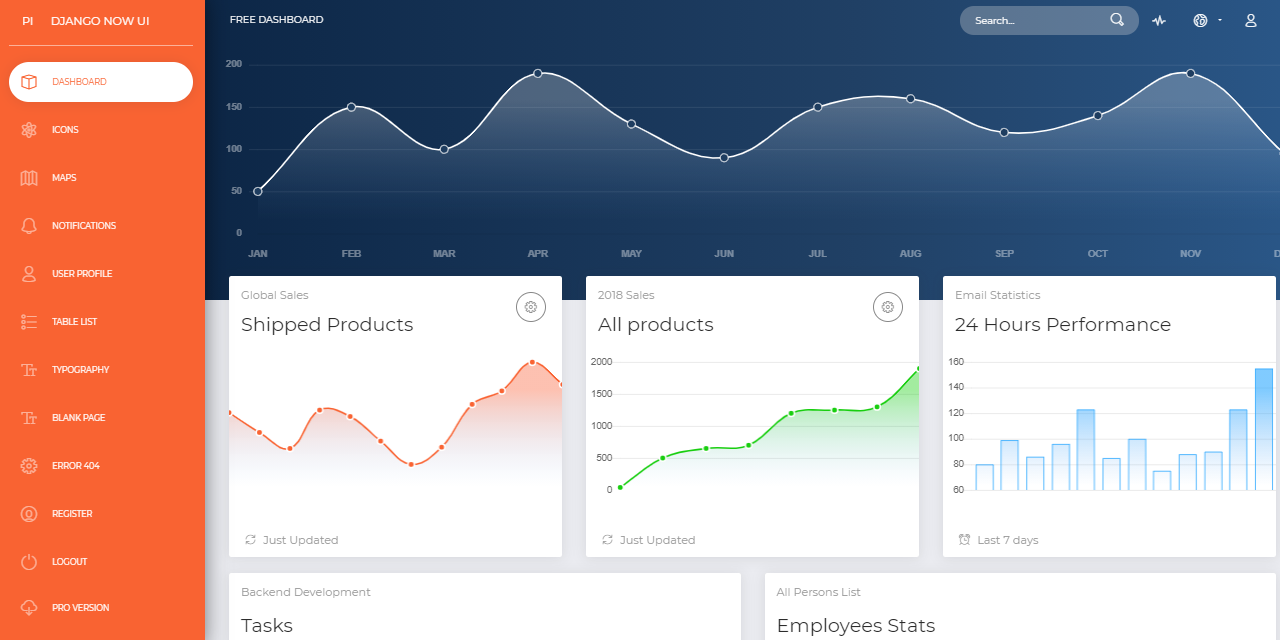 PI DJANGO NOW UI
DASHBOARD
ICONS
MAPS
NOTIFICATIONS
USER PROFILE
TABLE LIST
TYPOGRAPHY
BLANK PAGE
ERROR 404
REGISTER
LOGOUT
PRO VERSION
FREE DASHBOARD
Search...
200
150
100
50
0
JAN FEB MAR APR MAY JUN JUL AUG SEP OCT NOV
Global Sales
Shipped Products
Just Updated
2018 Sales
All products
2000
1500
1000
500
0
Just Updated
Email Statistics
24 Hours Performance
160
140
120
100
80
60
Last 7 days
Backend Development
Tasks
All Persons List
Employees Stats